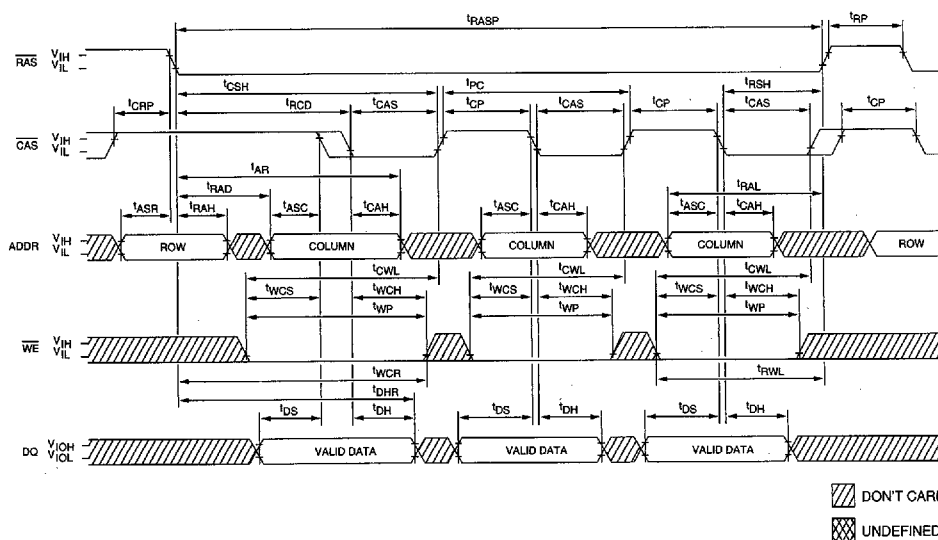 tRASP tRP
RAS VIH
VIL
tCSH tPC tRSH
tCRP tRCD tCAS tCP tCAS tCP tCAS tCP
CAS VIH
VIL
tAR
tRAD tRAL
tASR tRAH tASC tCAH tASC tCAH tASC tCAH
ADDR VIH
VIL
ROW COLUMN COLUMN COLUMN ROW
tCWL tCWL tCWL
tWCS tWCH tWCS tWCH tWCS tWCH
tWP tWP tWP
WE VIH
VIL
tWCR tRWL
tDHR
tDS tDH tDS tDH tDS tDH
DQ VIOH
VIOL
VALID DATA VALID DATA VALID DATA
DON'T CARE
UNDEFINED